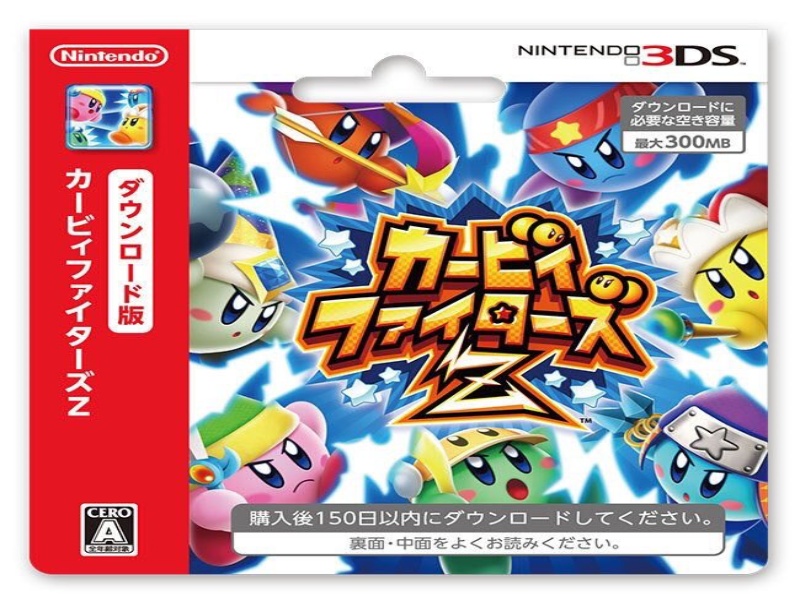 Nintendo
NINTENDO 3DS™
ダウンロードに
必要な空き容量
最大300MB
ダウンロード版
カービィファイターズZ
カービィ
ファイターズ
Z
TM
CERO
A
全年齢対象
購入後150日以内にダウンロードしてください。
裏面・中面をよくお読みください。